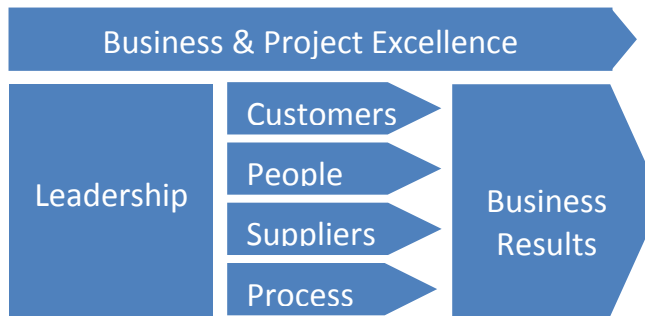 Business & Project Excellence
Leadership
Customers
People
Suppliers
Process
Business
Results